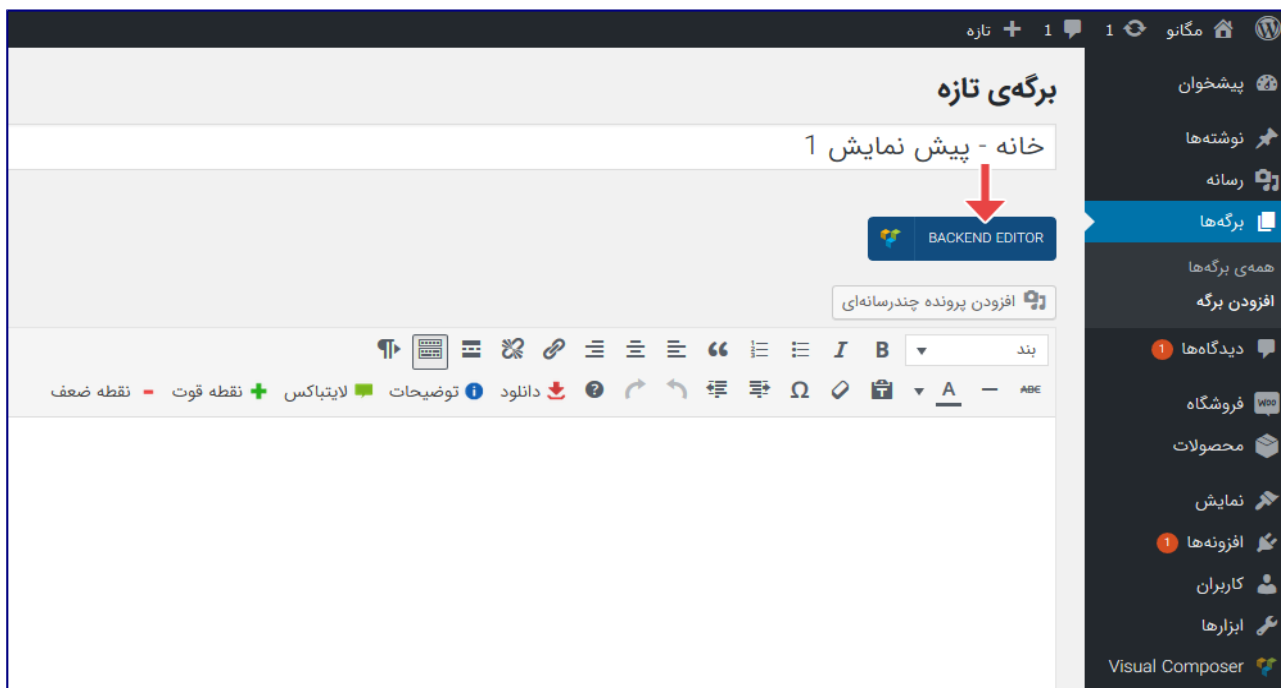 مگانو 1 1 تازه
پیشخوان
نوشته‌ها
رسانه
برگه‌ها
همه‌ی برگه‌ها
افزودن برگه
دیدگاه‌ها 1
فروشگاه
محصولات
نمایش
افزونه‌ها 1
کاربران
ابزارها
Visual Composer
برگه‌ی تازه
خانه - پیش نمایش 1
BACKEND EDITOR
افزودن پرونده چندرسانه‌ای
بند B I
ABC A Ω دانلود توضیحات لایتباکس نقطه قوت نقطه ضعف